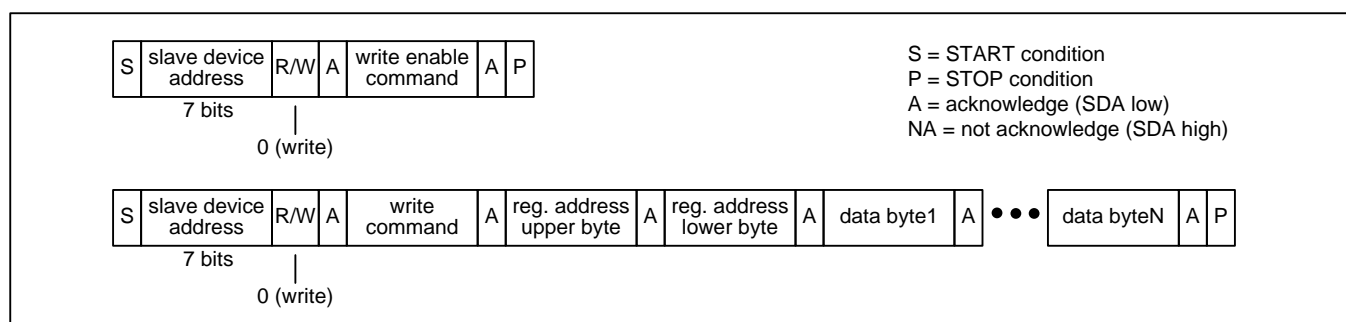 S slave device address R/W A write enable command A P
7 bits
0 (write)
S = START condition
P = STOP condition
A = acknowledge (SDA low)
NA = not acknowledge (SDA high)
S slave device address R/W A write command A reg. address upper byte A reg. address lower byte A data byte1 A ••• data byteN A P
7 bits
0 (write)